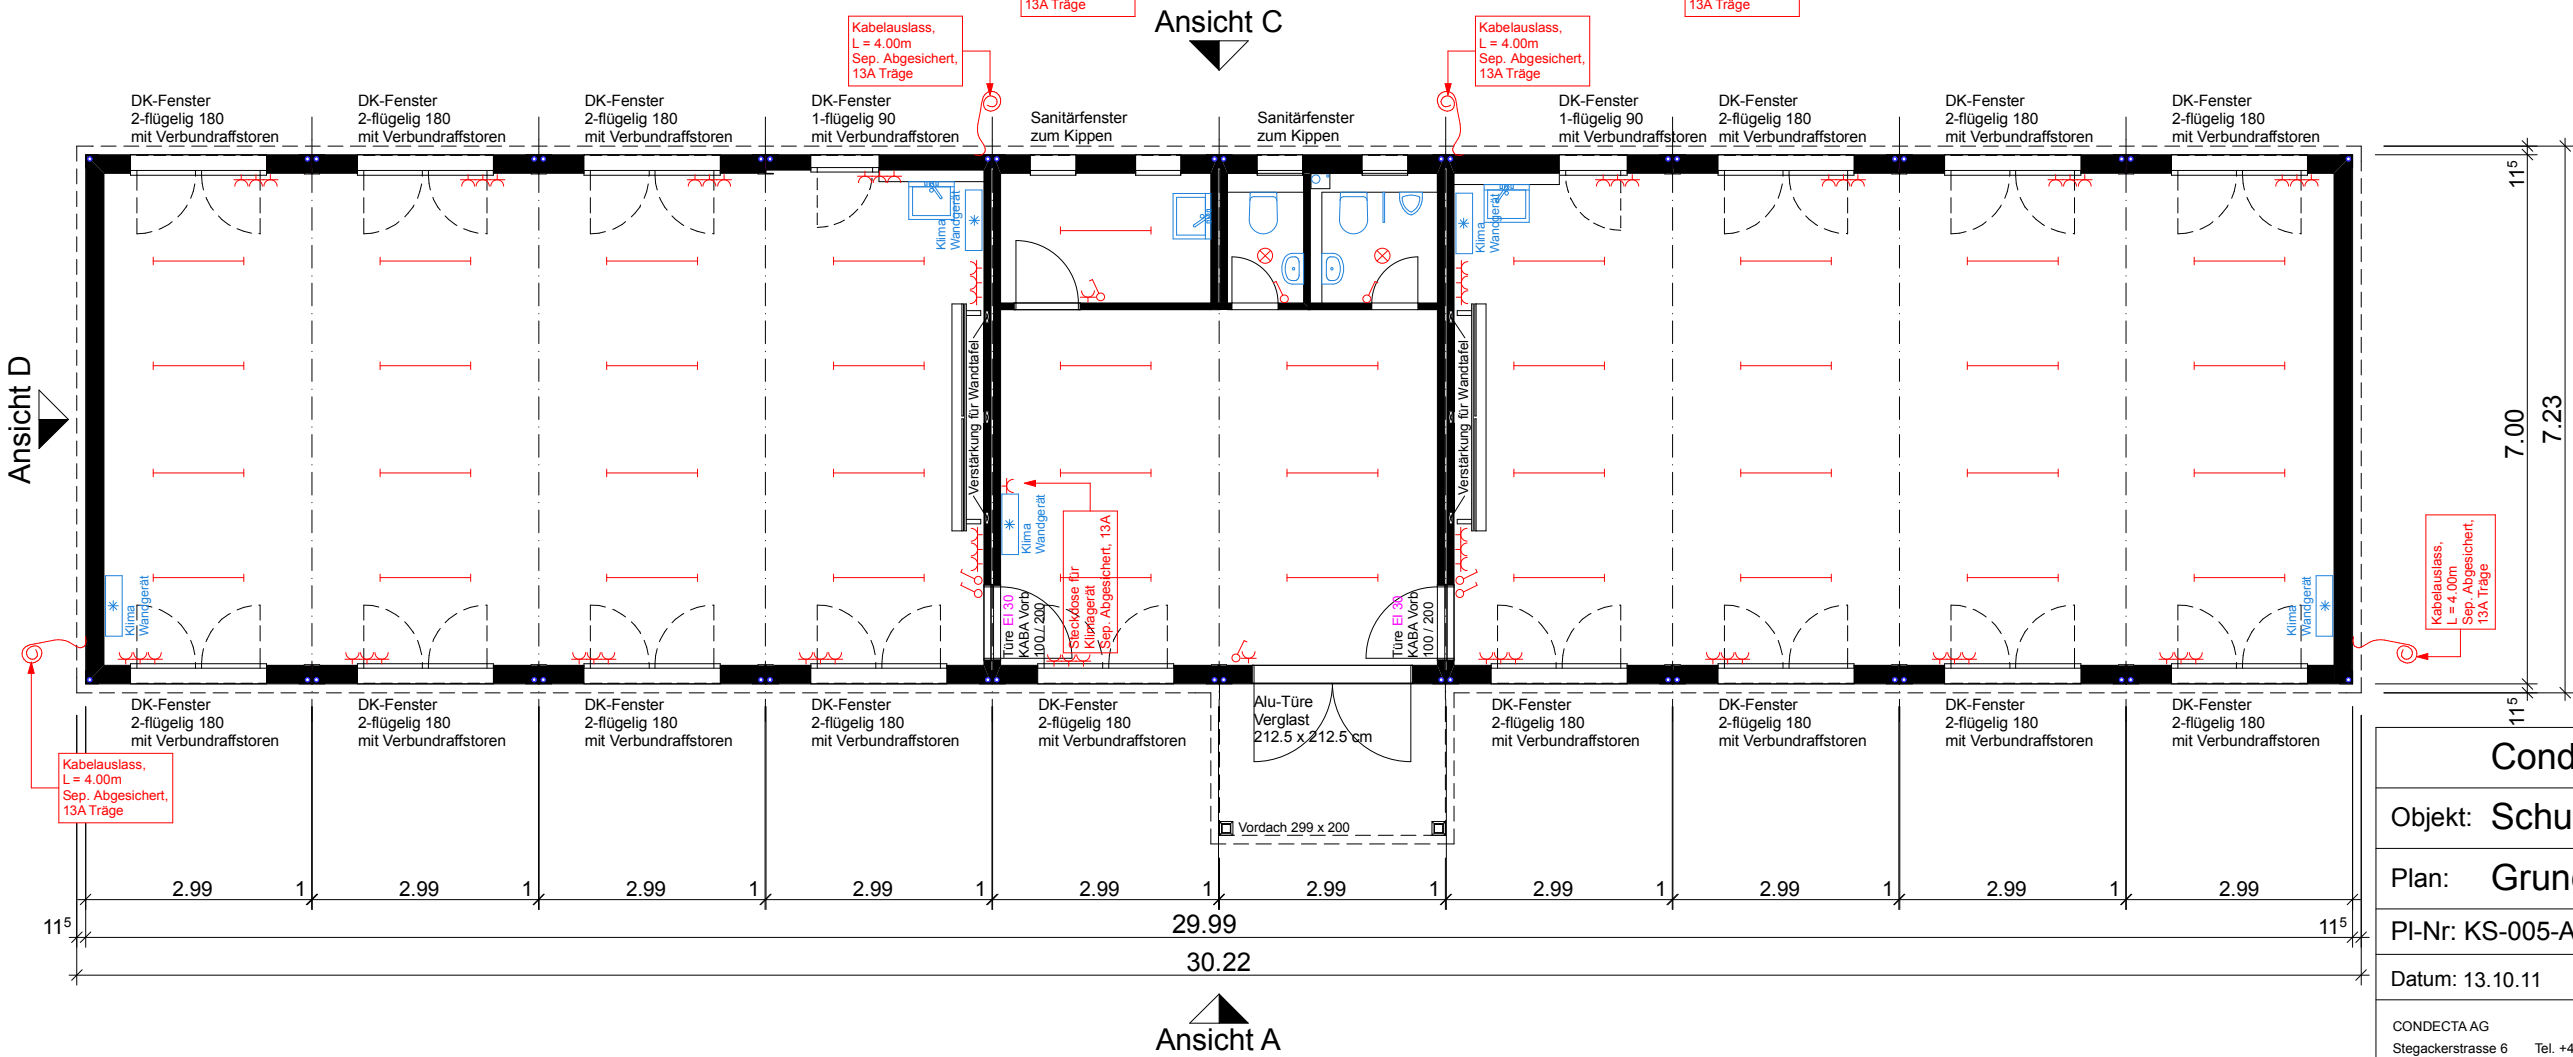 13A Träge
13A Träge
Ansicht C
Kabelauslass,
L = 4.00m
Sep. Abgesichert,
13A Träge
Kabelauslass,
L = 4.00m
Sep. Abgesichert,
13A Träge
DK-Fenster
2-flügelig 180
mit Verbundraffstoren
DK-Fenster
2-flügelig 180
mit Verbundraffstoren
DK-Fenster
2-flügelig 180
mit Verbundraffstoren
DK-Fenster
1-flügelig 90
mit Verbundraffstoren
Sanitärfenster
zum Kippen
Sanitärfenster
zum Kippen
DK-Fenster
1-flügelig 90
mit Verbundraffstoren
DK-Fenster
2-flügelig 180
mit Verbundraffstoren
DK-Fenster
2-flügelig 180
mit Verbundraffstoren
DK-Fenster
2-flügelig 180
mit Verbundraffstoren
Klima
Wandgerät
Klima
Wandgerät
11⁵
7.00
7.23
11⁵
Ansicht D
Verstärkung für Wandtafel
Verstärkung für Wandtafel
Klima
Wandgerät
Steckdose für
Klimagerät
Sep. Abgesichert, 13A
Klima
Wandgerät
Türe EI 30
KABA Vorb
100 / 200
Türe EI 30
KABA Vorb
100 / 200
Klima
Wandgerät
Kabelauslass,
L = 4.00m
Sep. Abgesichert,
13A Träge
DK-Fenster
2-flügelig 180
mit Verbundraffstoren
DK-Fenster
2-flügelig 180
mit Verbundraffstoren
DK-Fenster
2-flügelig 180
mit Verbundraffstoren
DK-Fenster
2-flügelig 180
mit Verbundraffstoren
DK-Fenster
2-flügelig 180
mit Verbundraffstoren
Alu-Türe
Verglast
212.5 x 212.5 cm
DK-Fenster
2-flügelig 180
mit Verbundraffstoren
DK-Fenster
2-flügelig 180
mit Verbundraffstoren
DK-Fenster
2-flügelig 180
mit Verbundraffstoren
DK-Fenster
2-flügelig 180
mit Verbundraffstoren
Kabelauslass,
L = 4.00m
Sep. Abgesichert,
13A Träge
Vordach 299 x 200
2.99 1 2.99 1 2.99 1 2.99 1 2.99 1 2.99 1 2.99 1 2.99 1 2.99 1 2.99
11⁵ 29.99 11⁵
30.22
Ansicht A
Cond
Objekt: Schu
Plan: Grun
Pl-Nr: KS-005-A
Datum: 13.10.11
CONDECTA AG
Stegackerstrasse 6 Tel. +4